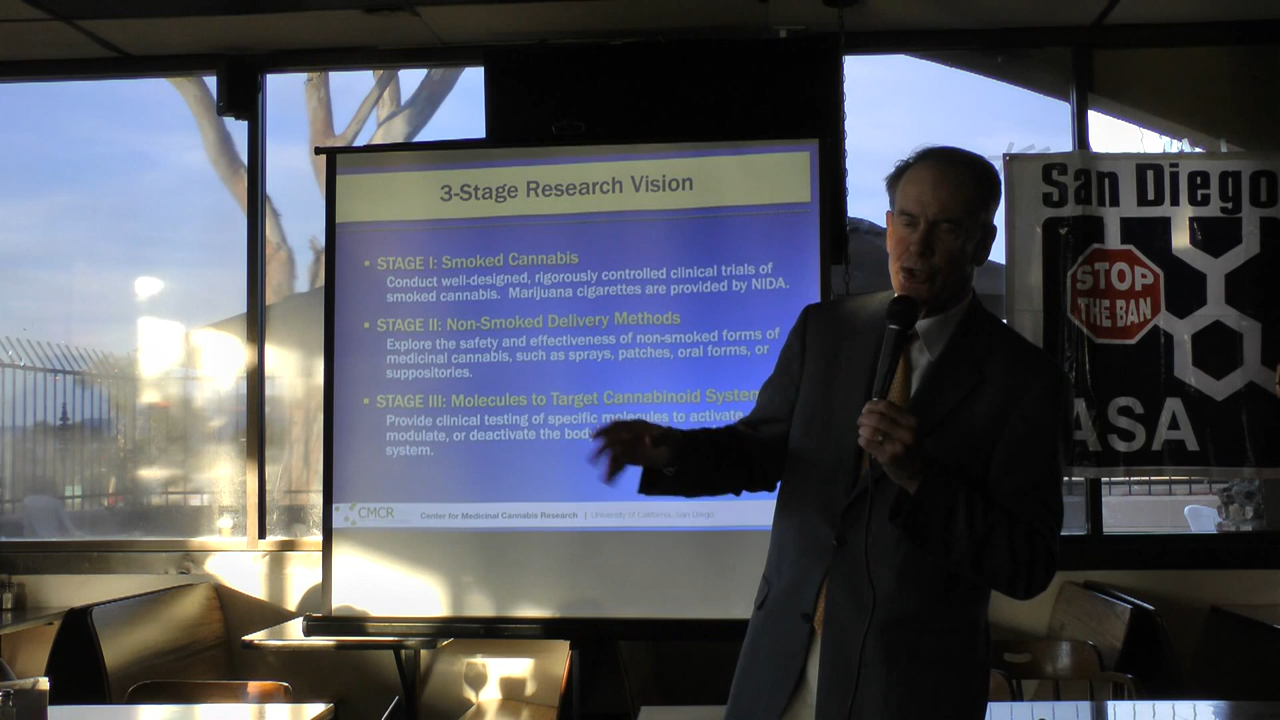 3-Stage Research Vision
STAGE I: Smoked Cannabis
Conduct well-designed, rigorously controlled clinical trials of
smoked cannabis. Marijuana cigarettes are provided by NIDA.
STAGE II: Non-Smoked Delivery Methods
Explore the safety and effectiveness of non-smoked forms of
medicinal cannabis, such as sprays, patches, oral forms, or
suppositories.
STAGE III: Molecules to Target Cannabinoid System
Provide clinical testing of specific molecules to activate
modulate, or deactivate the body
system.
CMCR
Center for Medicinal Cannabis Research | University of California, San Diego
San Diego
STOP
THE BAN
ASA